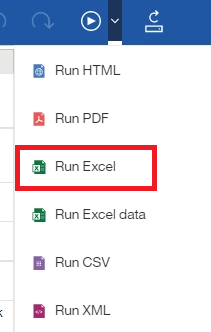 Run HTML
Run PDF
Run Excel
Run Excel data
Run CSV
Run XML